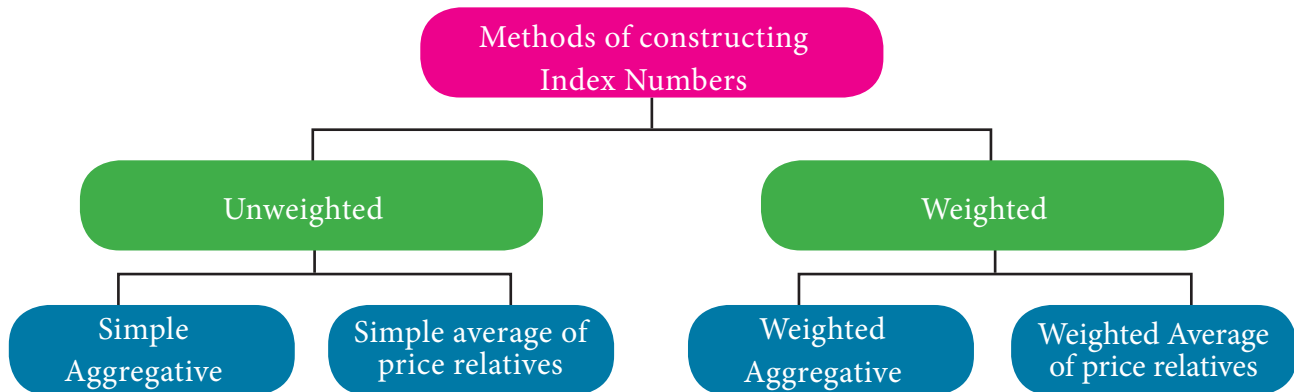 Methods of constructing
Index Numbers
Unweighted
Weighted
Simple
Aggregative
Simple average of
price relatives
Weighted
Aggregative
Weighted Average
of price relatives